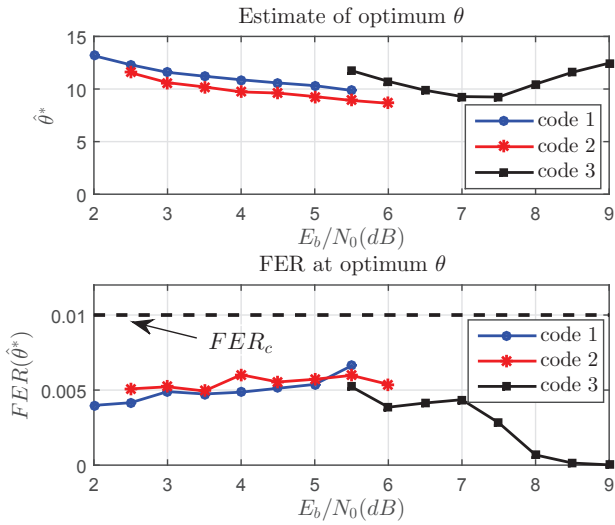 Estimate of optimum θ
15
10
5
0
θ̂*
code 1
code 2
code 3
2 3 4 5 6 7 8 9
E_b/N_0(dB)
FER at optimum θ
0.01
0.005
0
FER(θ̂*)
FER_c
code 1
code 2
code 3
2 3 4 5 6 7 8 9
E_b/N_0(dB)